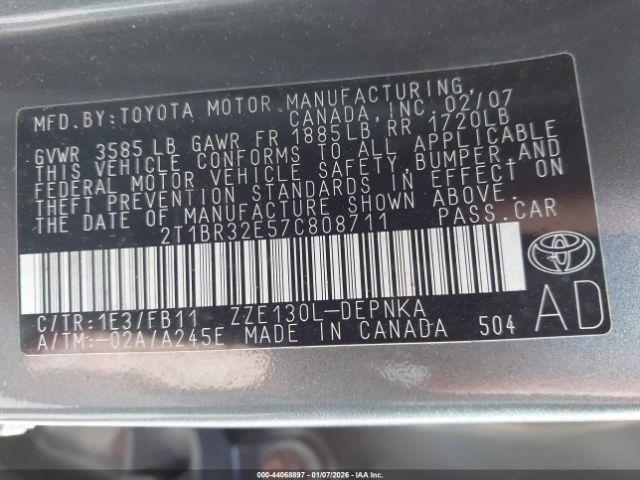 MFD.BY:TOYOTA MOTOR MANUFACTURING,
CANADA, INC. 02/07
GVWR 3585 LB GAWR FR 1885LB RR 1720LB
THIS VEHICLE CONFORMS TO ALL APPLICABLE
FEDERAL MOTOR VEHICLE SAFETY, BUMPER,AND
THEFT PREVENTION STANDARDS IN EFFECT ON
THE DATE OF MANUFACTURE SHOWN ABOVE.
2T1BR32E57C808711 PASS.CAR
C/TR:1E3/FB11 ZZE130L-DEPNKA
A/TM:-02A/A245E MADE IN CANADA 504
AD
© IAA - 44068897 - 01/07/2026 - IAAI.COM